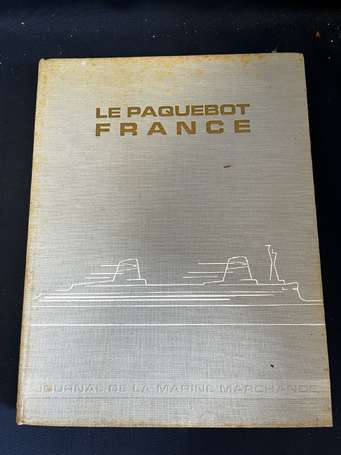 LE PAQUEBOT
FRANCE
JOURNAL DE LA MARINE MARCHANDE